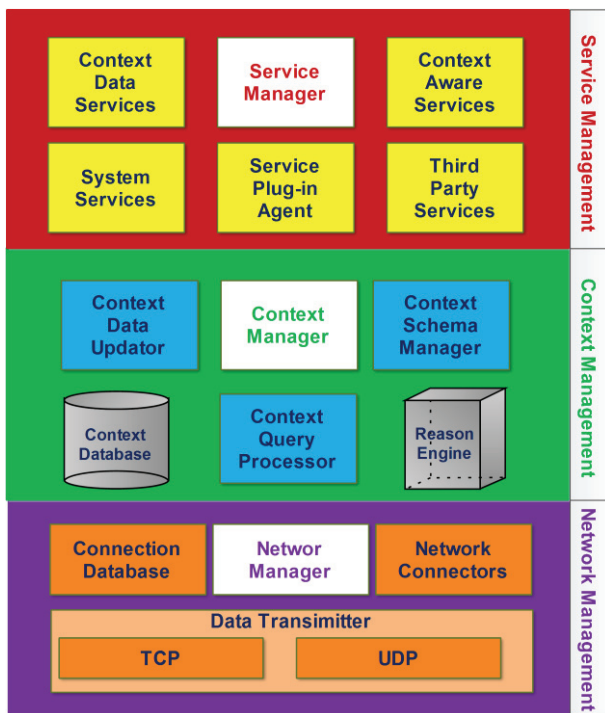 Context
Data
Services
Service
Manager
Context
Aware
Services
System
Services
Service
Plug-in
Agent
Third
Party
Services
Service Management
Context
Data
Updator
Context
Manager
Context
Schema
Manager
Context
Database
Context
Query
Processor
Reason
Engine
Context Management
Connection
Database
Networ
Manager
Network
Connectors
Data Transimitter
TCP
UDP
Network Management